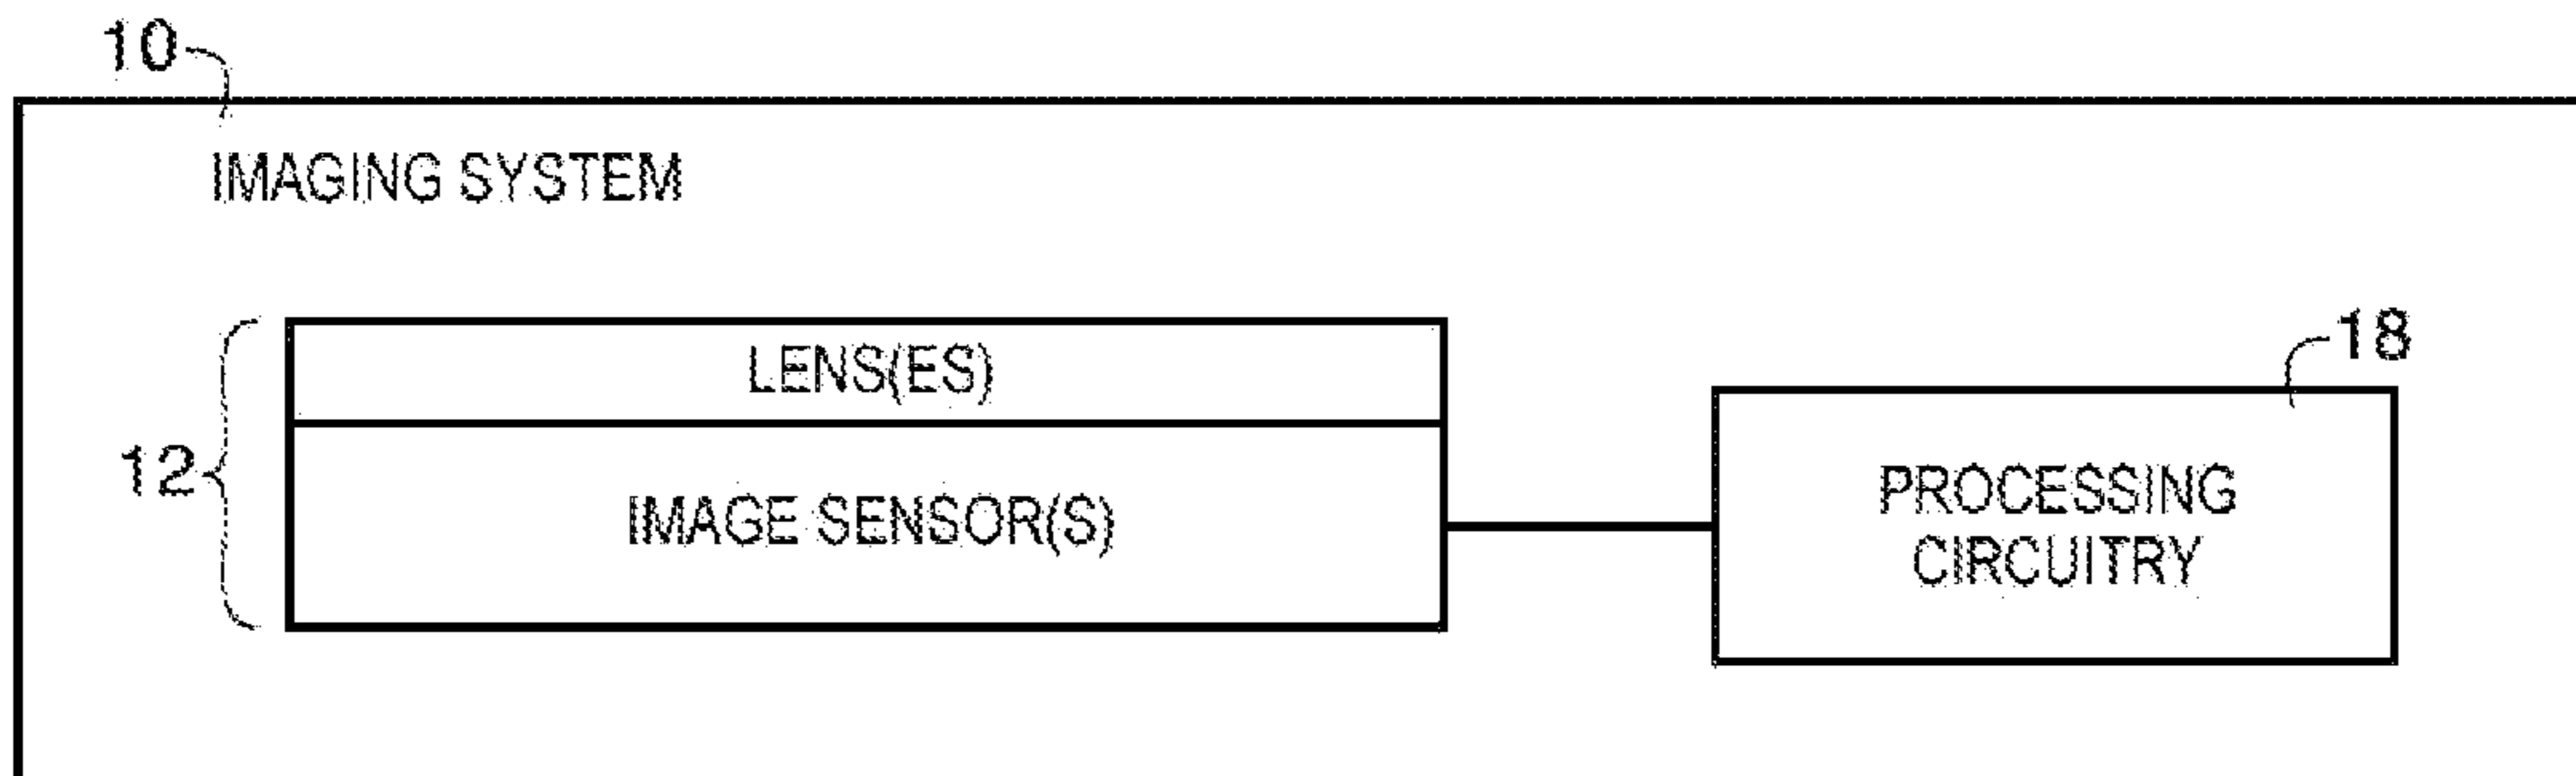 10
IMAGING SYSTEM
LENS(ES)
18
12
IMAGE SENSOR(S)
PROCESSING
CIRCUITRY